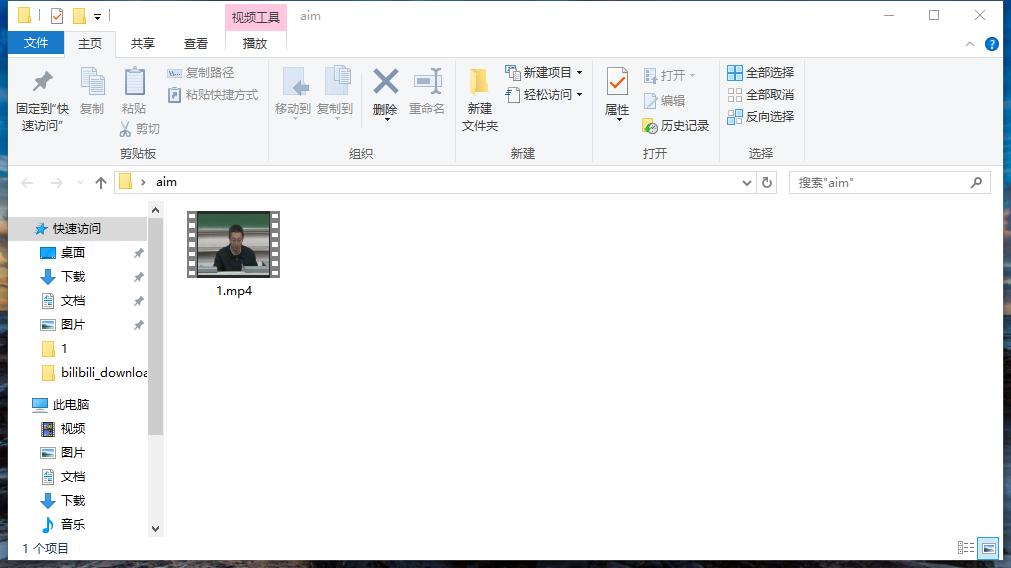 视频工具
aim
文件
主页
共享
查看
播放
固定到“快
速访问”
复制
粘贴
复制路径
粘贴快捷方式
剪切
剪贴板
移动到
复制到
删除
重命名
组织
新建
文件夹
新建项目
轻松访问
新建
属性
打开
编辑
历史记录
打开
全部选择
全部取消
反向选择
选择
aim
搜索"aim"
快速访问
桌面
下载
文档
图片
1
bilibili_downloa
此电脑
视频
图片
文档
下载
音乐
1.mp4
1 个项目